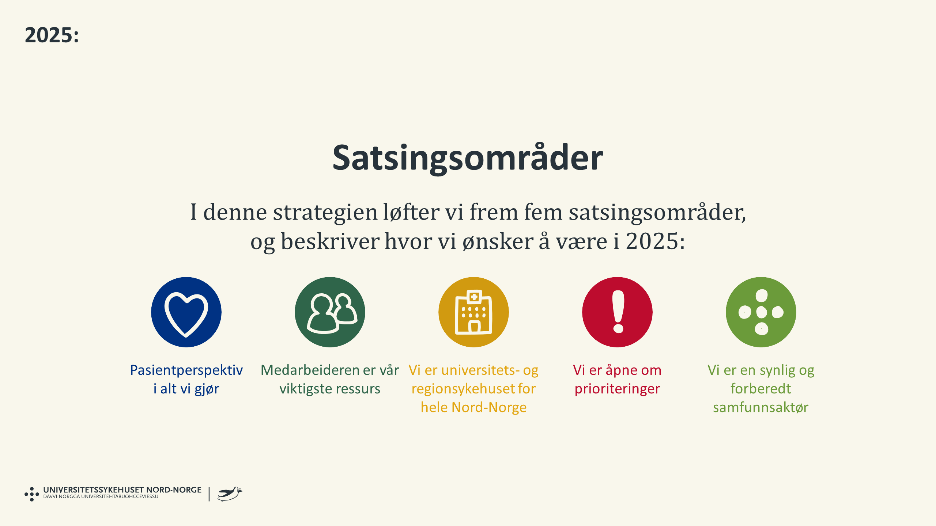 2025:
Satsingsområder
I denne strategien løfter vi frem fem satsingsområder,
og beskriver hvor vi ønsker å være i 2025:
Pasientperspektiv
i alt vi gjør
Medarbeideren er vår
viktigste ressurs
Vi er universitets- og
regionsykehuset for
hele Nord-Norge
Vi er åpne om
prioriteringer
Vi er en synlig og
forberedt
samfunnsaktør
UNIVERSITETSSYKEHUSET NORD-NORGE